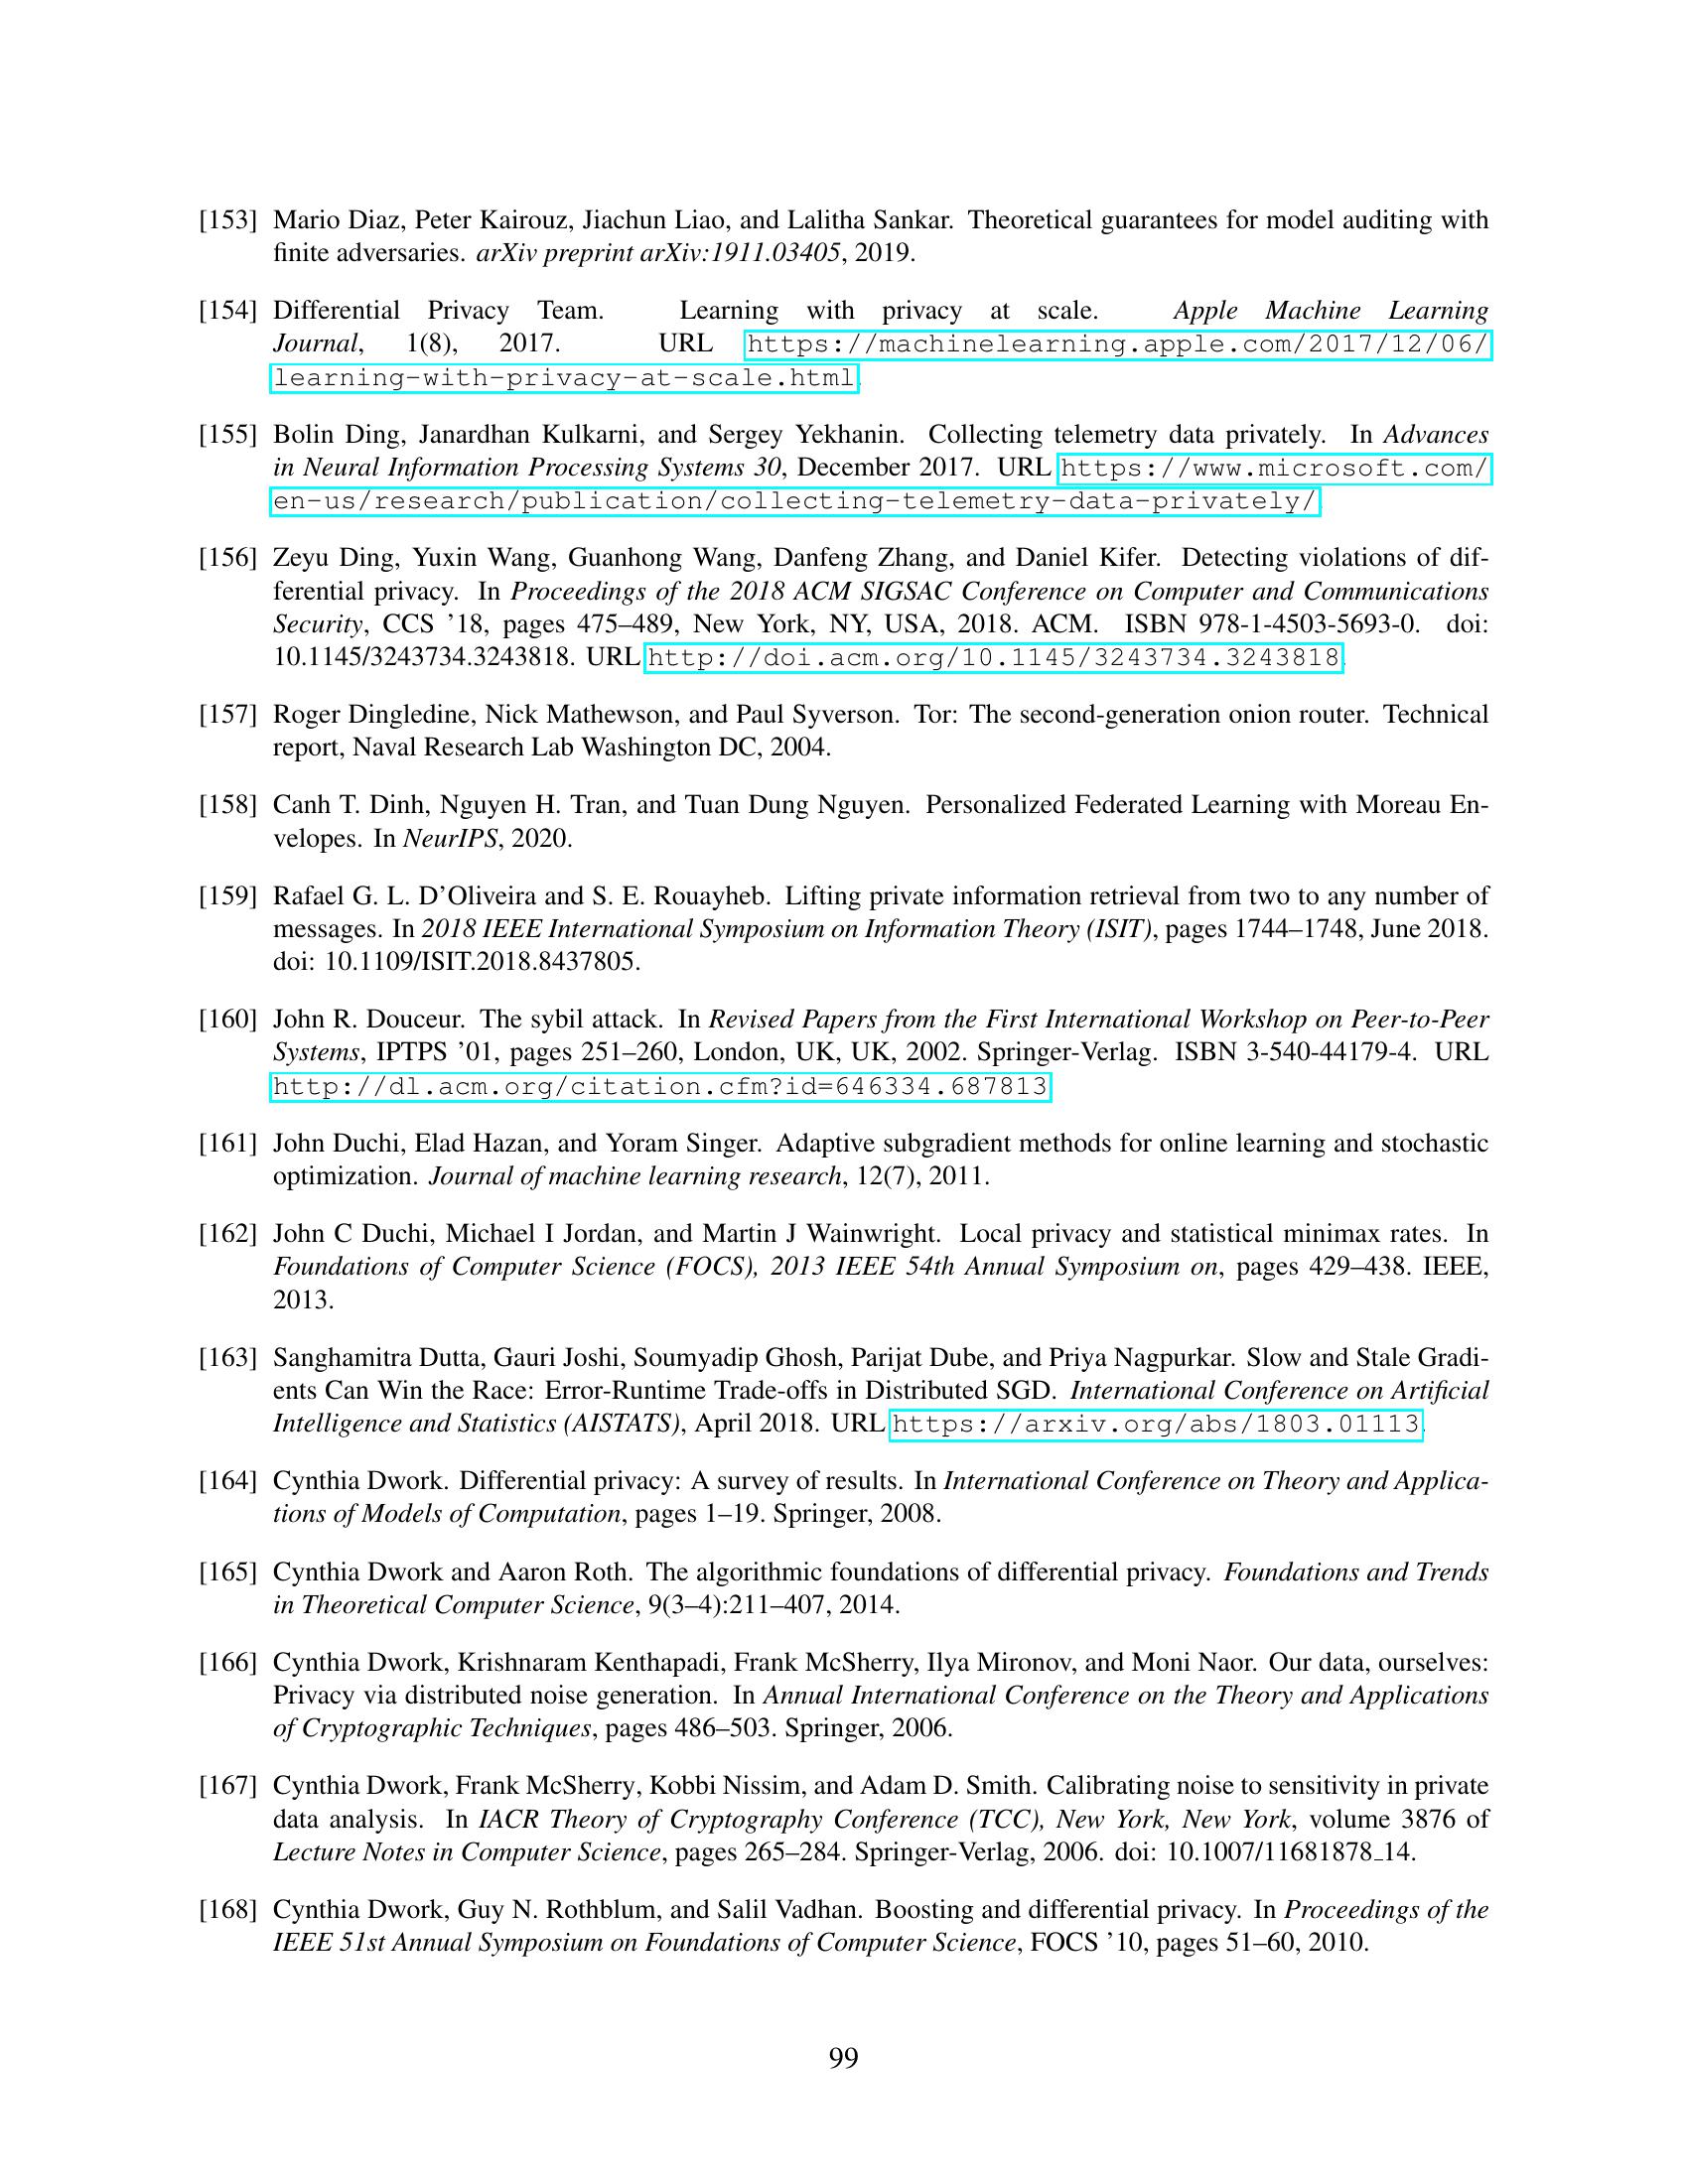 [153] Mario Diaz, Peter Kairouz, Jiachun Liao, and Lalitha Sankar. Theoretical guarantees for model auditing with
finite adversaries. arXiv preprint arXiv:1911.03405, 2019.
[154] Differential Privacy Team. Learning with privacy at scale. Apple Machine Learning
Journal, 1(8), 2017. URL https://machinelearning.apple.com/2017/12/06/
learning-with-privacy-at-scale.html.
[155] Bolin Ding, Janardhan Kulkarni, and Sergey Yekhanin. Collecting telemetry data privately. In Advances
in Neural Information Processing Systems 30, December 2017. URL https://www.microsoft.com/
en-us/research/publication/collecting-telemetry-data-privately/.
[156] Zeyu Ding, Yuxin Wang, Guanhong Wang, Danfeng Zhang, and Daniel Kifer. Detecting violations of dif-
ferential privacy. In Proceedings of the 2018 ACM SIGSAC Conference on Computer and Communications
Security, CCS ’18, pages 475–489, New York, NY, USA, 2018. ACM. ISBN 978-1-4503-5693-0. doi:
10.1145/3243734.3243818. URL http://doi.acm.org/10.1145/3243734.3243818.
[157] Roger Dingledine, Nick Mathewson, and Paul Syverson. Tor: The second-generation onion router. Technical
report, Naval Research Lab Washington DC, 2004.
[158] Canh T. Dinh, Nguyen H. Tran, and Tuan Dung Nguyen. Personalized Federated Learning with Moreau En-
velopes. In NeurIPS, 2020.
[159] Rafael G. L. D’Oliveira and S. E. Rouayheb. Lifting private information retrieval from two to any number of
messages. In 2018 IEEE International Symposium on Information Theory (ISIT), pages 1744–1748, June 2018.
doi: 10.1109/ISIT.2018.8437805.
[160] John R. Douceur. The sybil attack. In Revised Papers from the First International Workshop on Peer-to-Peer
Systems, IPTPS ’01, pages 251–260, London, UK, UK, 2002. Springer-Verlag. ISBN 3-540-44179-4. URL
http://dl.acm.org/citation.cfm?id=646334.687813.
[161] John Duchi, Elad Hazan, and Yoram Singer. Adaptive subgradient methods for online learning and stochastic
optimization. Journal of machine learning research, 12(7), 2011.
[162] John C Duchi, Michael I Jordan, and Martin J Wainwright. Local privacy and statistical minimax rates. In
Foundations of Computer Science (FOCS), 2013 IEEE 54th Annual Symposium on, pages 429–438. IEEE,
2013.
[163] Sanghamitra Dutta, Gauri Joshi, Soumyadip Ghosh, Parijat Dube, and Priya Nagpurkar. Slow and Stale Gradi-
ents Can Win the Race: Error-Runtime Trade-offs in Distributed SGD. International Conference on Artificial
Intelligence and Statistics (AISTATS), April 2018. URL https://arxiv.org/abs/1803.01113.
[164] Cynthia Dwork. Differential privacy: A survey of results. In International Conference on Theory and Applica-
tions of Models of Computation, pages 1–19. Springer, 2008.
[165] Cynthia Dwork and Aaron Roth. The algorithmic foundations of differential privacy. Foundations and Trends
in Theoretical Computer Science, 9(3–4):211–407, 2014.
[166] Cynthia Dwork, Krishnaram Kenthapadi, Frank McSherry, Ilya Mironov, and Moni Naor. Our data, ourselves:
Privacy via distributed noise generation. In Annual International Conference on the Theory and Applications
of Cryptographic Techniques, pages 486–503. Springer, 2006.
[167] Cynthia Dwork, Frank McSherry, Kobbi Nissim, and Adam D. Smith. Calibrating noise to sensitivity in private
data analysis. In IACR Theory of Cryptography Conference (TCC), New York, New York, volume 3876 of
Lecture Notes in Computer Science, pages 265–284. Springer-Verlag, 2006. doi: 10.1007/11681878_14.
[168] Cynthia Dwork, Guy N. Rothblum, and Salil Vadhan. Boosting and differential privacy. In Proceedings of the
IEEE 51st Annual Symposium on Foundations of Computer Science, FOCS ’10, pages 51–60, 2010.
99